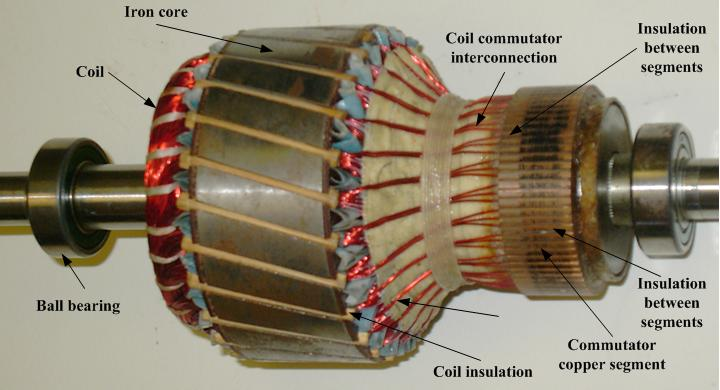 Iron core
Coil
Coil commutator
interconnection
Insulation
between
segments
Ball bearing
Coil insulation
Insulation
between
segments
Commutator
copper segment